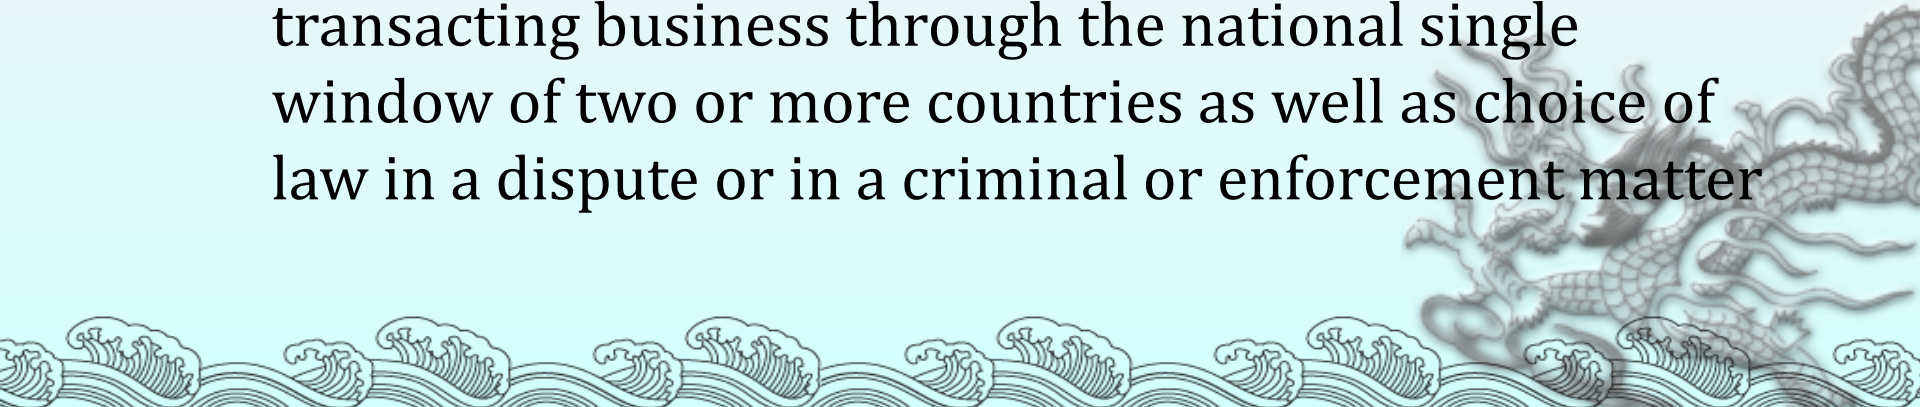 transacting business through the national single
window of two or more countries as well as choice of
law in a dispute or in a criminal or enforcement matter